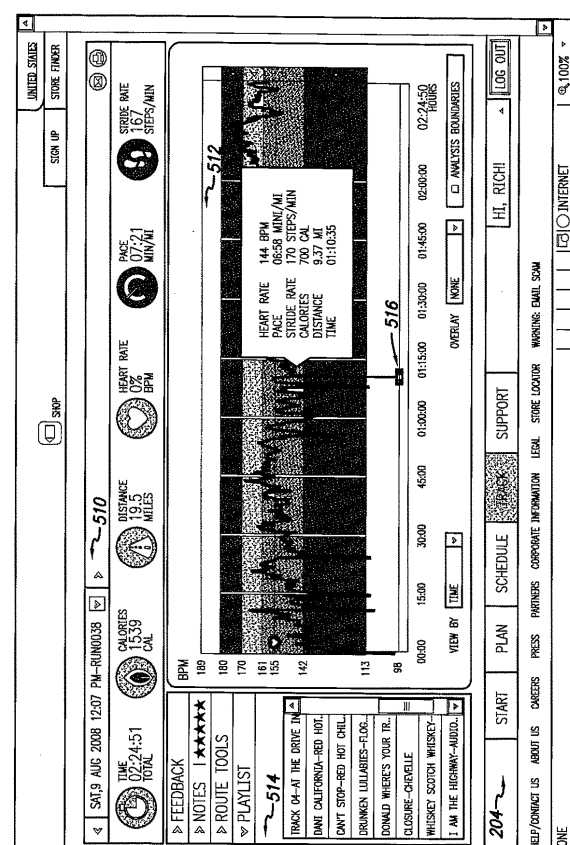 UNITED STATES
SIGN UP
STORE FINDER
SHOP
SAT,9 AUG 2008 12:07 PM-RUN0038
510
TIME
02:24:51
TOTAL
CALORIES
1539
CAL
DISTANCE
19.5
MILES
HEART RATE
0%
BPM
PACE
07:21
MIN/MI
STRIDE RATE
167
STEPS/MIN
FEEDBACK
NOTES
★★★★★
ROUTE TOOLS
PLAYLIST
514
TRACK 04-AT THE DRIVE IN
DANI CALIFORNIA-RED HOT.
CAN'T STOP-RED HOT CHIL.
DRUNKEN LULLABIES-FLOG.
DONALD WHERE'S YOUR TR..
CLOSURE-CHEVELLE
WHISKEY SCOTCH WHISKEY-
I AM THE HIGHWAY-AUDIO..
BPM
189
180
170
161
155
142
113
98
512
HEART RATE 144 BPM
PACE 06:58 MINI/MI
STRIDE RATE 170 STEPS/MIN
CALORIES 700 CAL
DISTANCE 9.37 MI
TIME 01:10:35
516
00:00 15:00 30:00 45:00 01:00:00 01:15:00 01:30:00 01:45:00 02:00:00 02:24:50
HOURS
VIEW BY TIME
OVERLAY NONE
ANALYSIS BOUNDARIES
204
START PLAN SCHEDULE TRACK SUPPORT
HI, RICH!
LOG OUT
HELP/CONTACT US ABOUT US CAREERS PRESS PARTNERS CORPORATE INFORMATION LEGAL STORE LOCATOR WARNING: EMAIL SCAM
DONE
INTERNET
100%